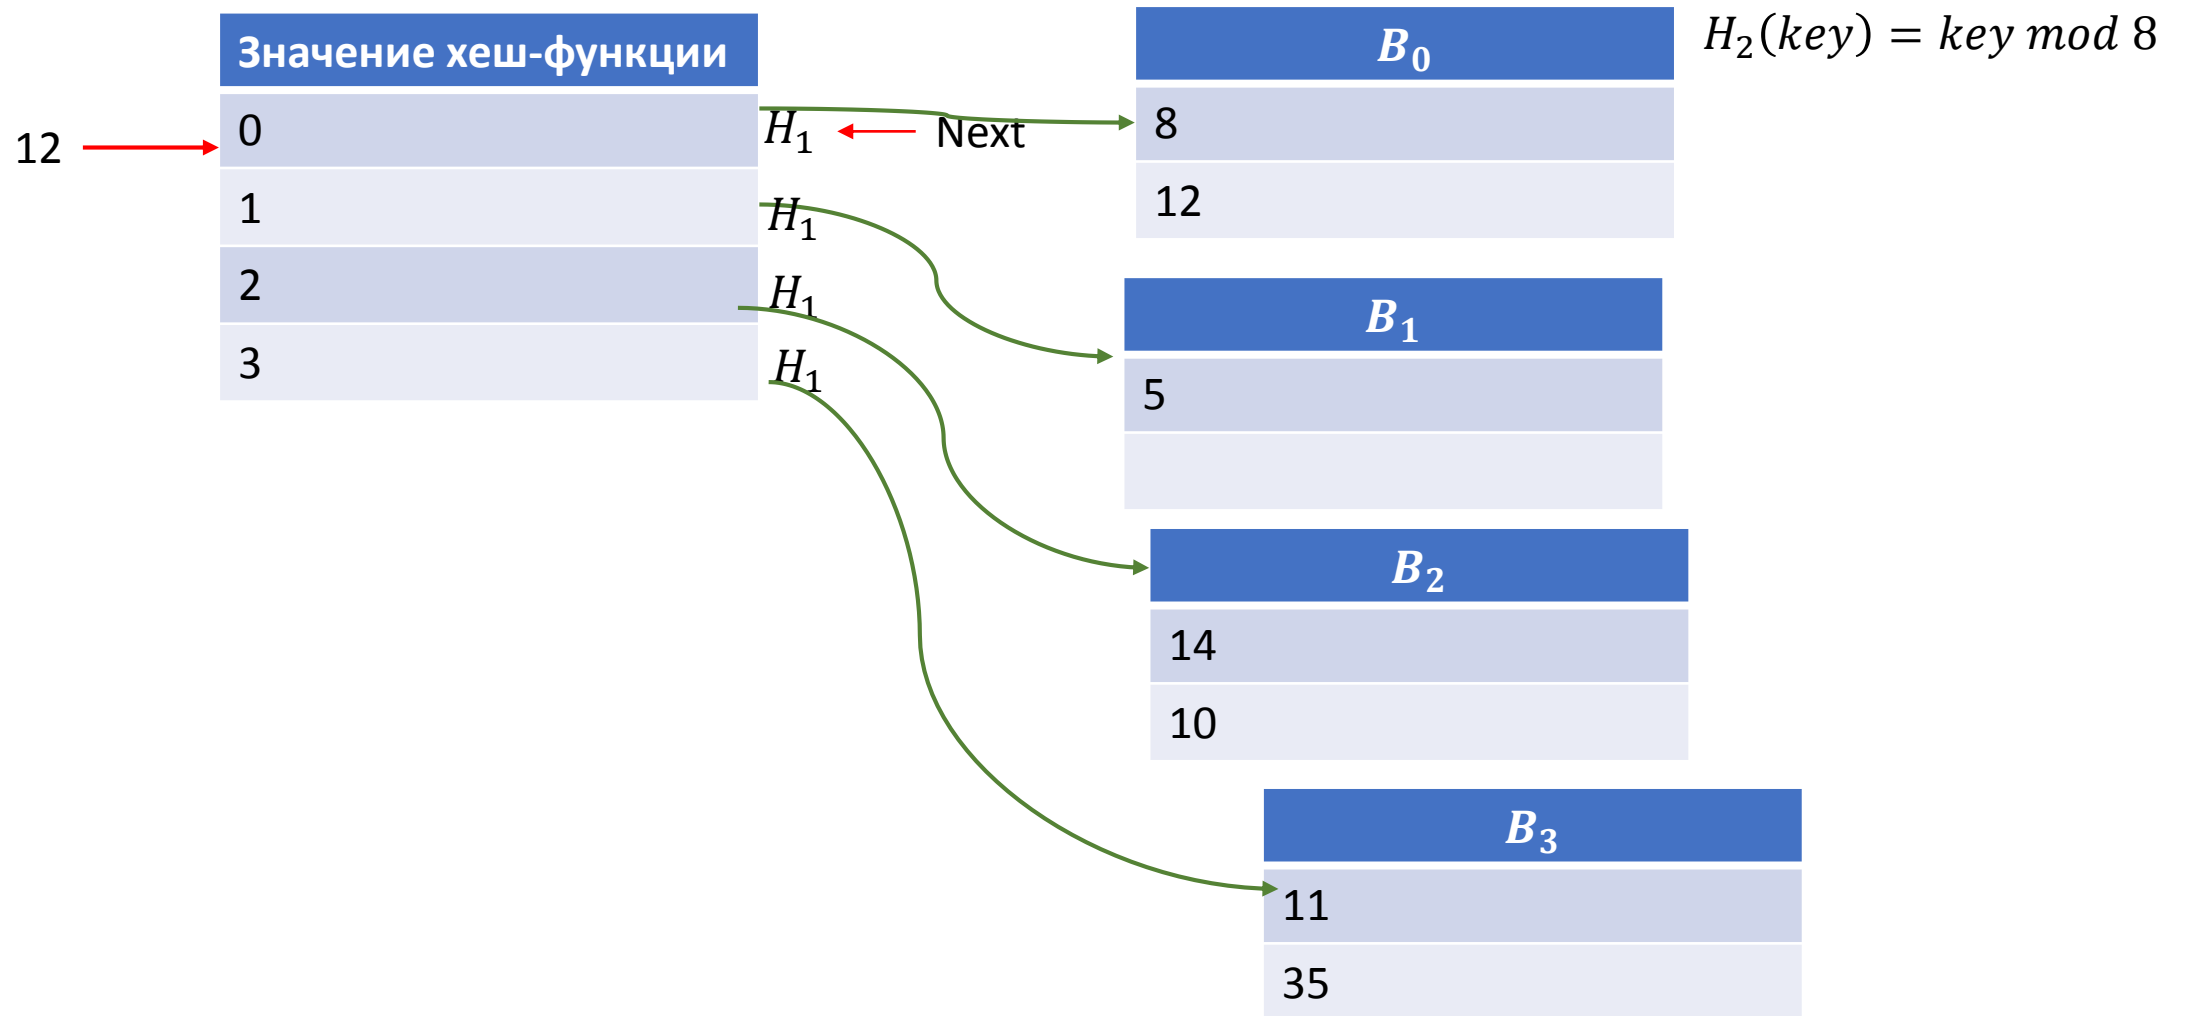 Значение хеш-функции
0
1
2
3
12
H₁
H₁
H₁
H₁
Next
B₀
8
12
B₁
5
B₂
14
10
B₃
11
35
H₂(key) = key mod 8